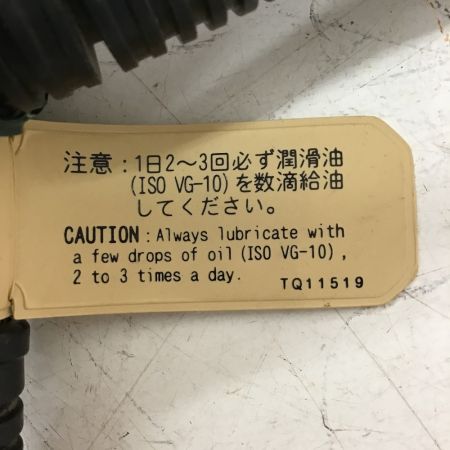 注意：1日2〜3回必ず潤滑油
(ISO VG-10)を数滴給油
してください。
CAUTION : Always lubricate with
a few drops of oil (ISO VG-10),
2 to 3 times a day.
TQ11519